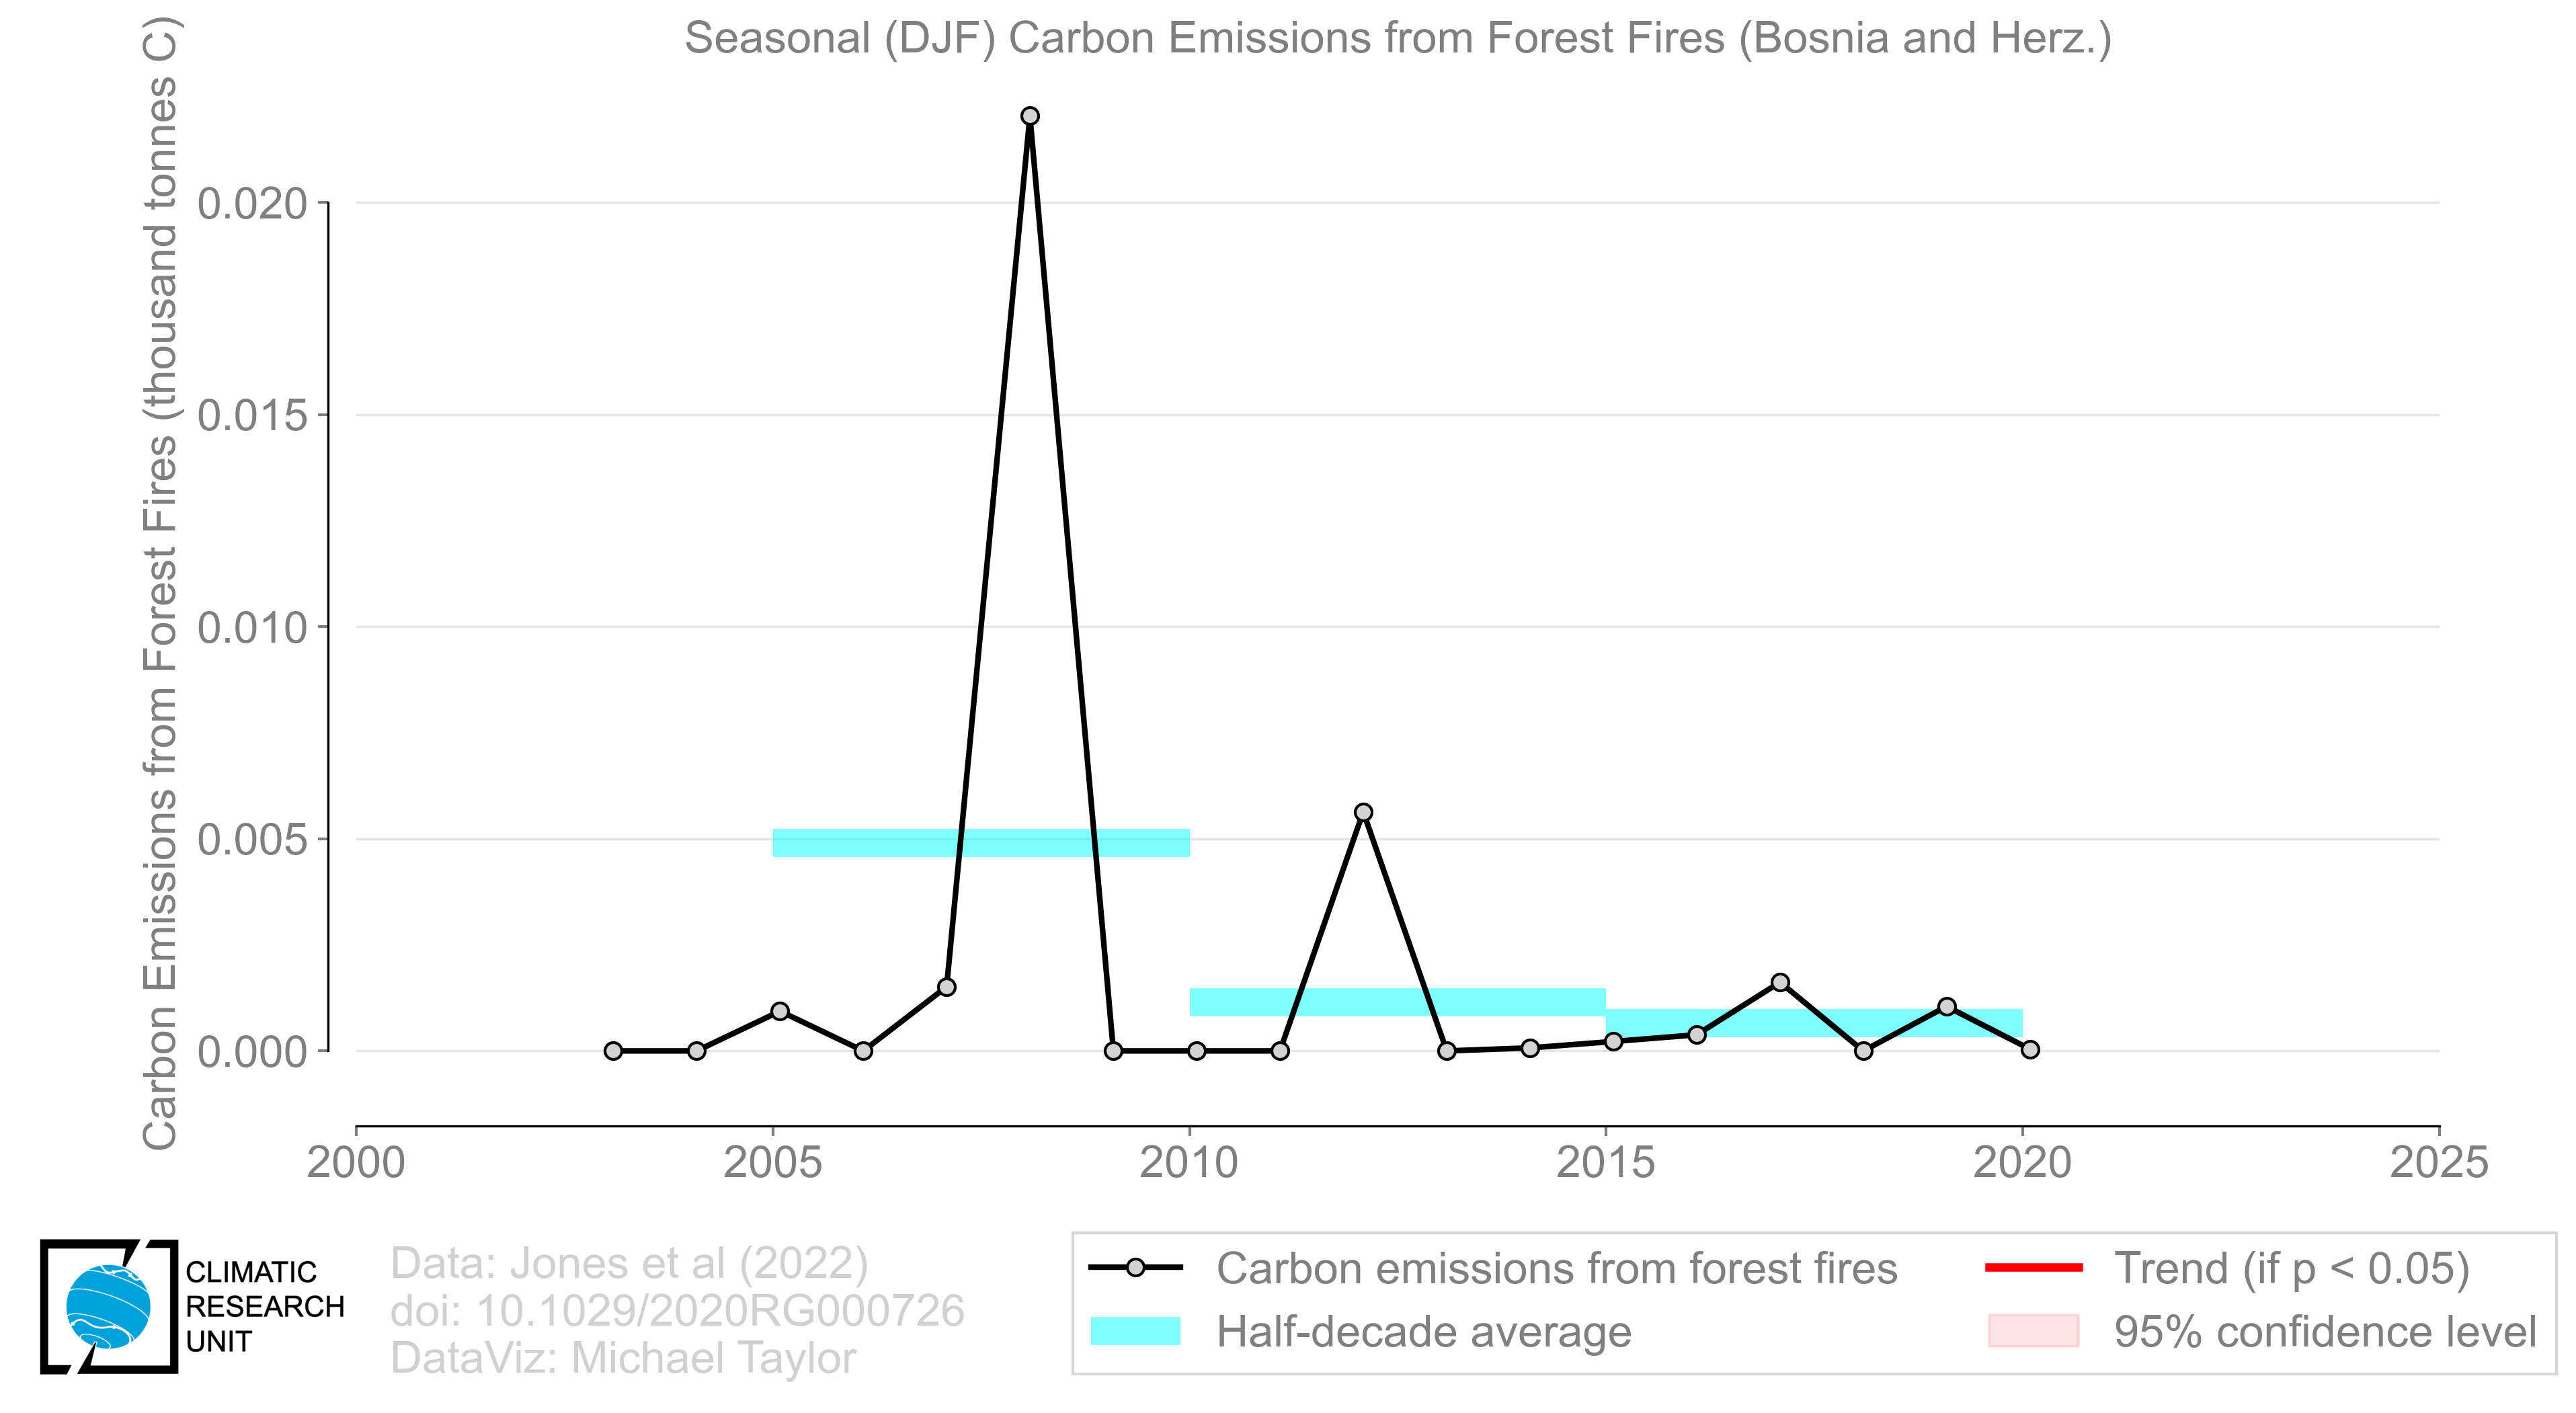 Seasonal (DJF) Carbon Emissions from Forest Fires (Bosnia and Herz.)
Carbon Emissions from Forest Fires (thousand tonnes C)
0.020
0.015
0.010
0.005
0.000
2000 2005 2010 2015 2020 2025
CLIMATIC
RESEARCH
UNIT
Data: Jones et al (2022)
doi: 10.1029/2020RG000726
DataViz: Michael Taylor
Carbon emissions from forest fires
Half-decade average
Trend (if p < 0.05)
95% confidence level